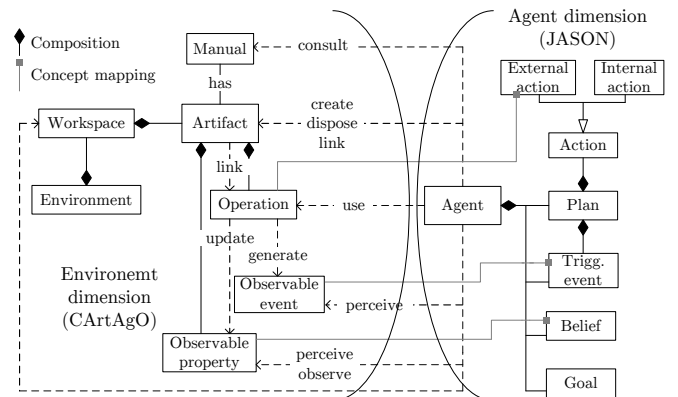 Composition
Concept mapping
Manual
consult
has
Workspace
Artifact
create
dispose
link
link
Environment
Operation
use
Agent
update
generate
Environemt
dimension
(CArtAgO)
Observable
event
perceive
Observable
property
perceive
observe
Agent dimension
(JASON)
External
action
Internal
action
Action
Plan
Trigg.
event
Belief
Goal